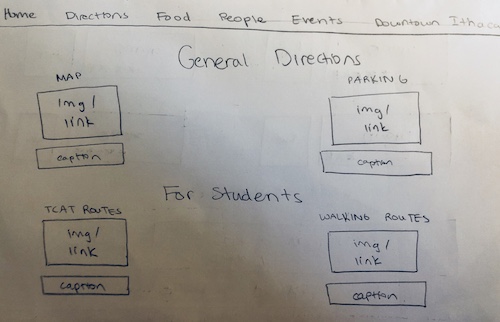 Home Directions Food People Events Downtown Ithaca
General Directions
MAP PARKING
img/ img/
link link
caption caption
For Students
TCAT ROUTES WALKING ROUTES
img/ img/
link link
caption caption